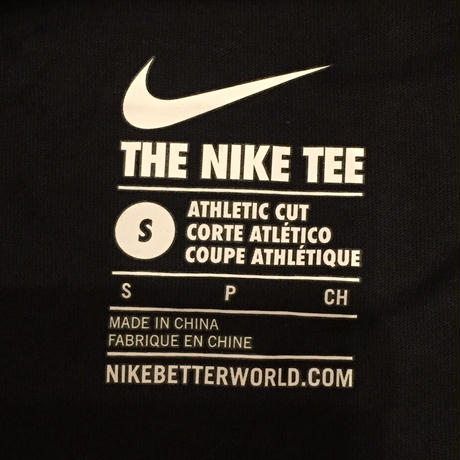 THE NIKE TEE
S
ATHLETIC CUT
CORTE ATLÉTICO
COUPE ATHLÉTIQUE
S P CH
MADE IN CHINA
FABRIQUE EN CHINE
NIKEBETTERWORLD.COM